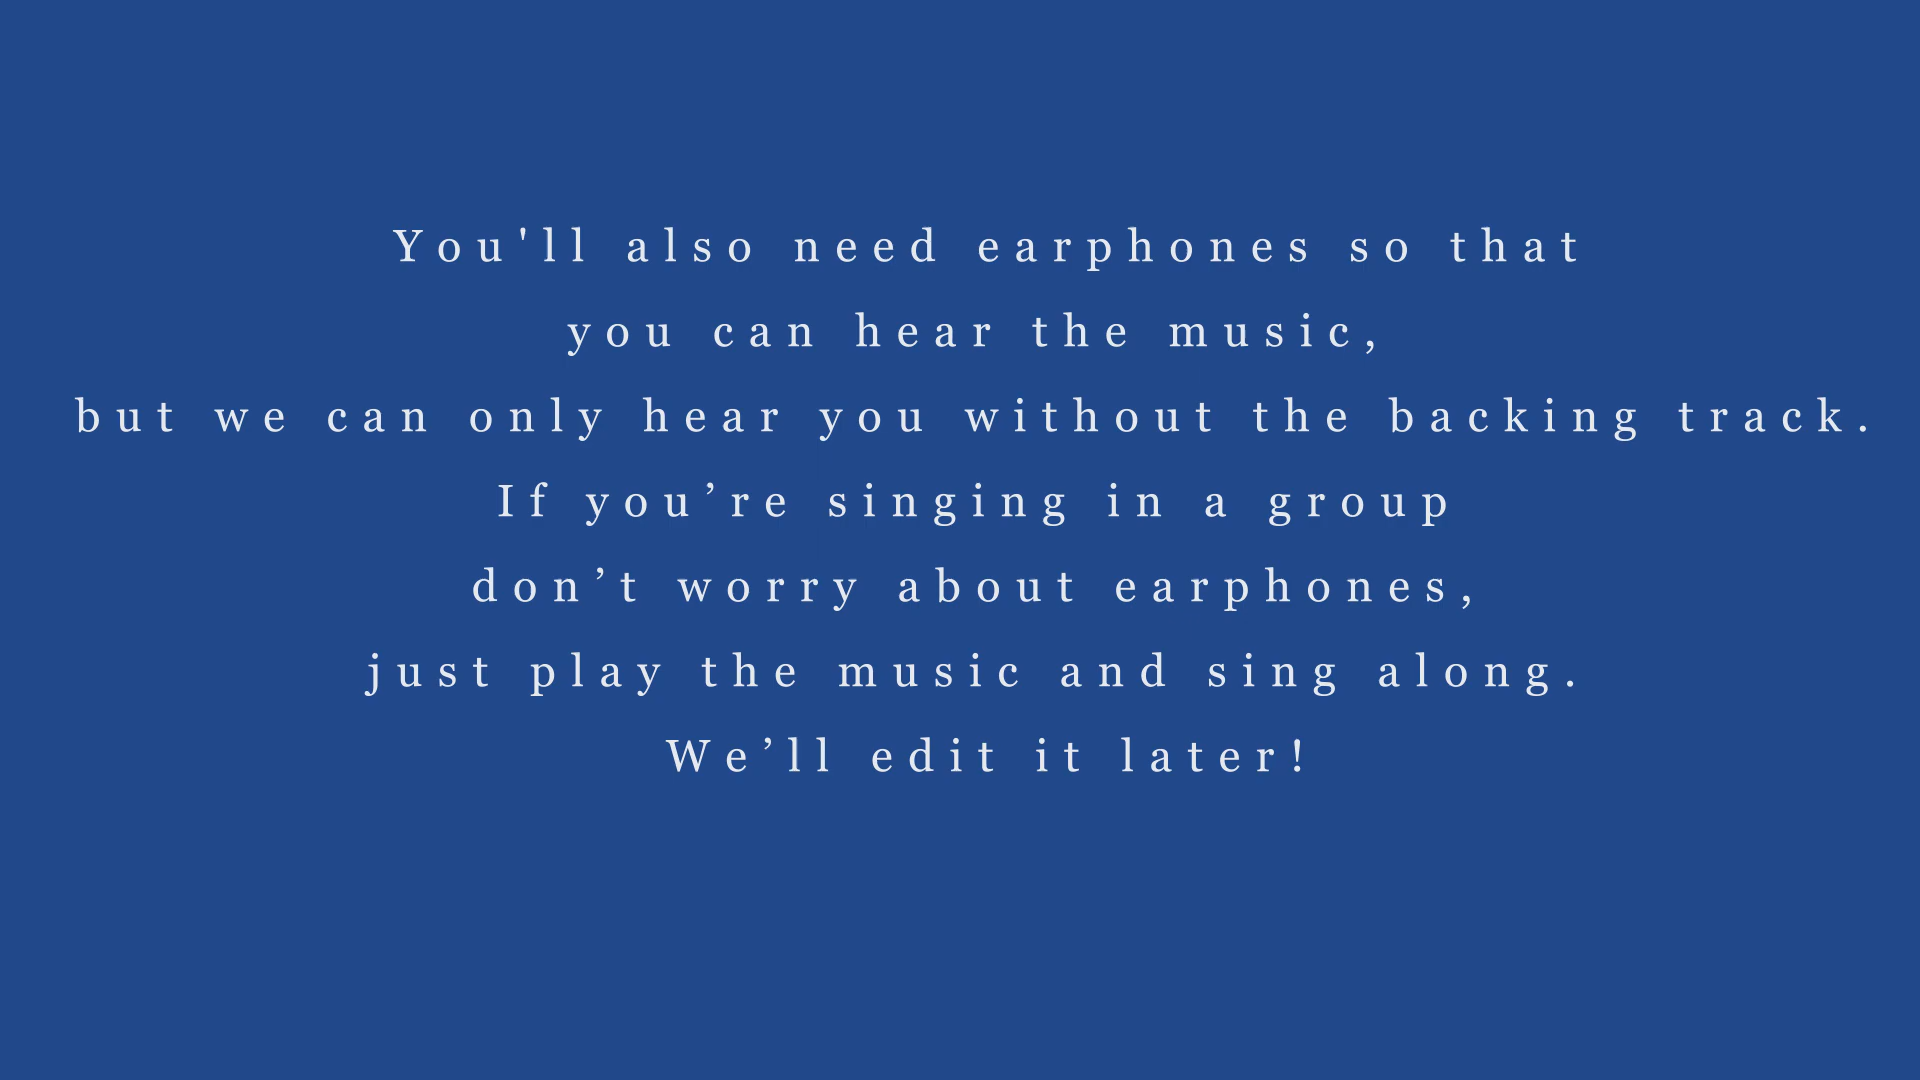 You'll also need earphones so that
you can hear the music,
but we can only hear you without the backing track.
If you’re singing in a group
don’t worry about earphones,
just play the music and sing along.
We’ll edit it later!